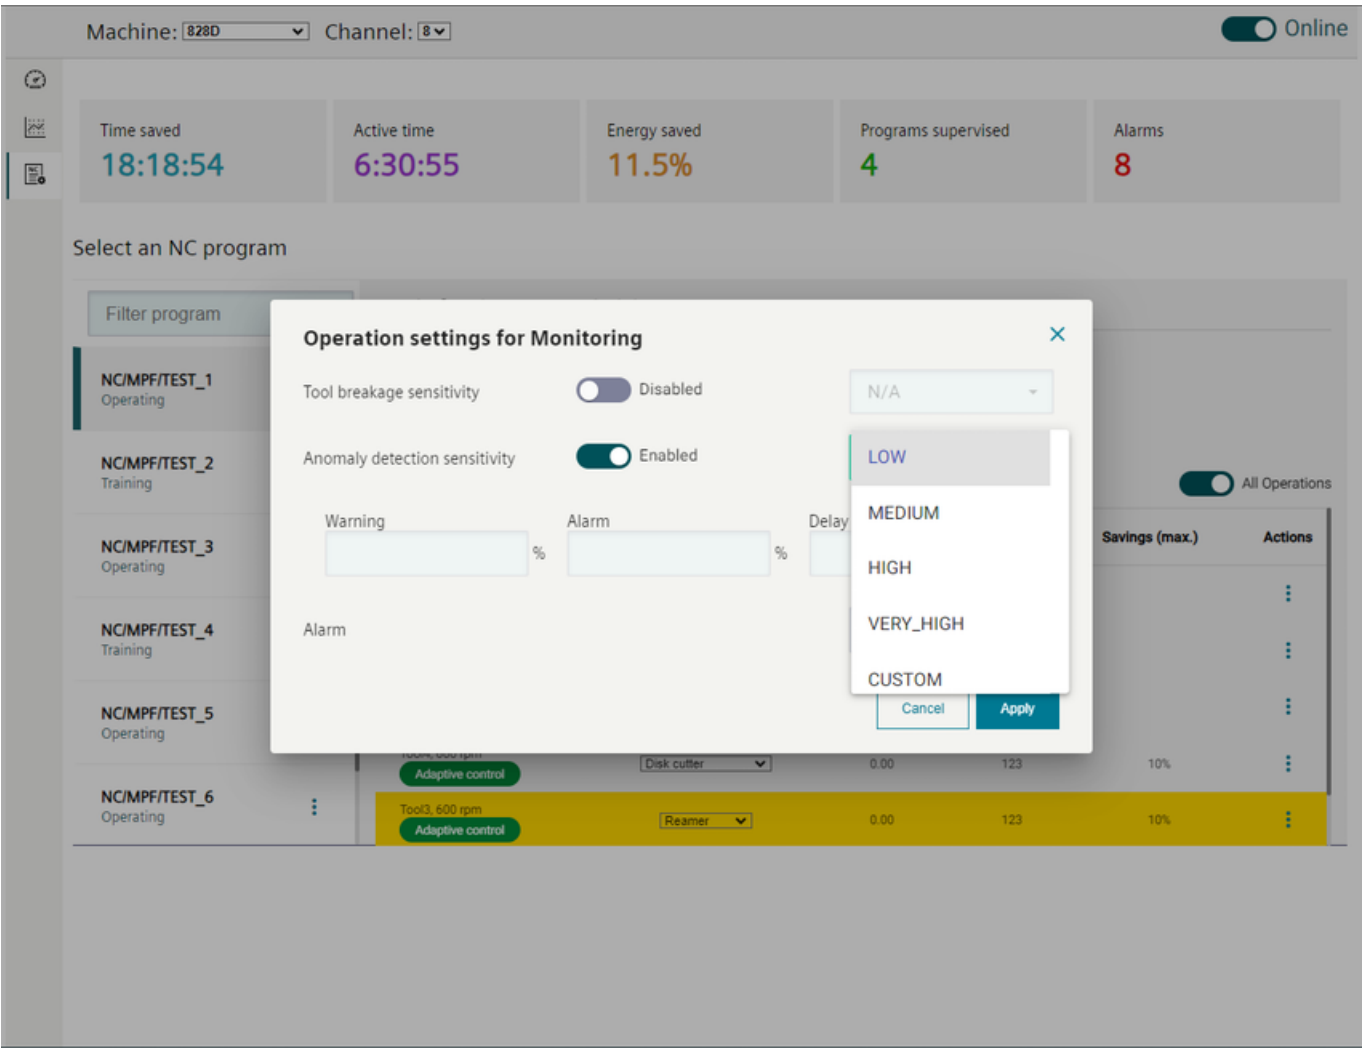 Machine: 828D Channel: 8 Online
Time saved Active time Energy saved Programs supervised Alarms
18:18:54 6:30:55 11.5% 4 8
Select an NC program
Filter program
NC/MPF/TEST_1
Operating
NC/MPF/TEST_2
Training
NC/MPF/TEST_3
Operating
NC/MPF/TEST_4
Training
NC/MPF/TEST_5
Operating
NC/MPF/TEST_6
Operating
Operation settings for Monitoring
Tool breakage sensitivity Disabled N/A
Anomaly detection sensitivity Enabled
LOW
MEDIUM
HIGH
VERY_HIGH
CUSTOM
Warning Alarm Delay
% %
Alarm
Cancel Apply
All Operations
Savings (max.) Actions
Tool4, 600 rpm
Adaptive control Disk cutter 0.00 123 10%
Tool3, 600 rpm
Adaptive control Reamer 0.00 123 10%